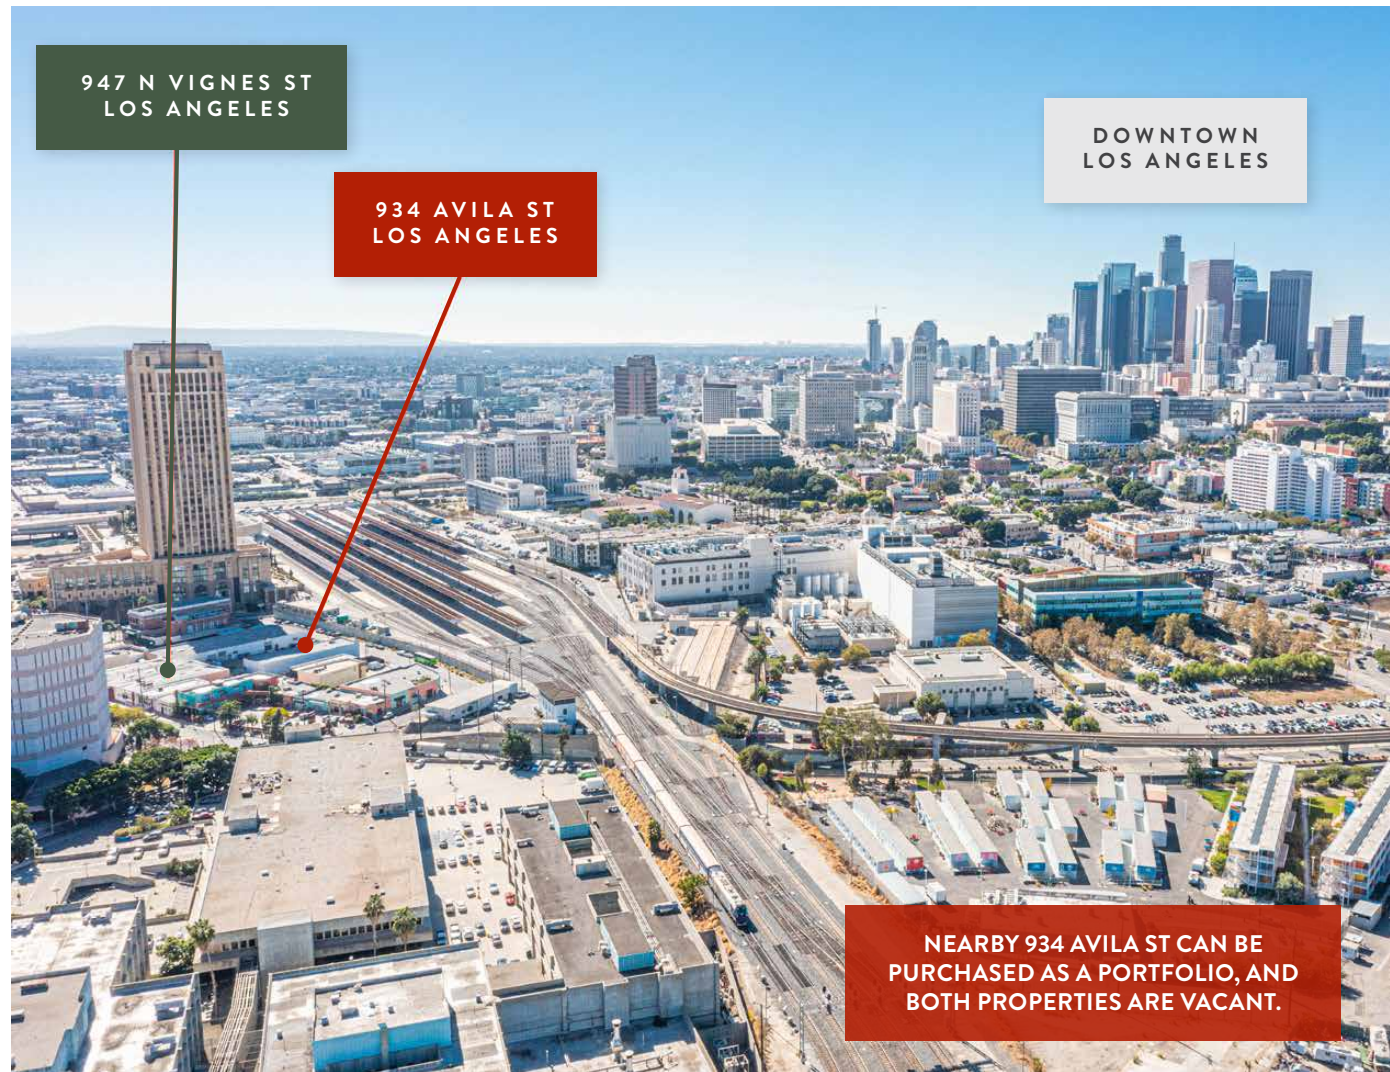 947 N VIGNES ST
LOS ANGELES
934 AVILA ST
LOS ANGELES
DOWNTOWN
LOS ANGELES
NEARBY 934 AVILA ST CAN BE
PURCHASED AS A PORTFOLIO, AND
BOTH PROPERTIES ARE VACANT.